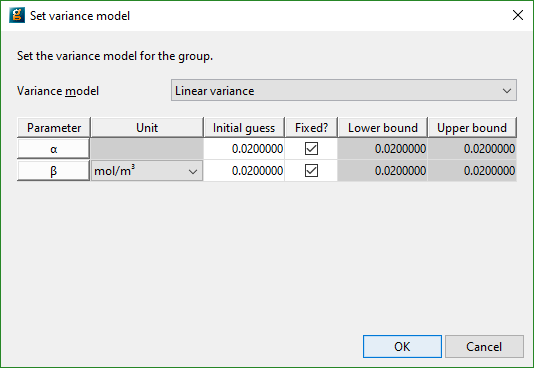 Set variance model
Set the variance model for the group.
Variance model Linear variance
Parameter Unit Initial guess Fixed? Lower bound Upper bound
α 0.0200000 0.0200000 0.0200000
β mol/m³ 0.0200000 0.0200000 0.0200000
OK Cancel